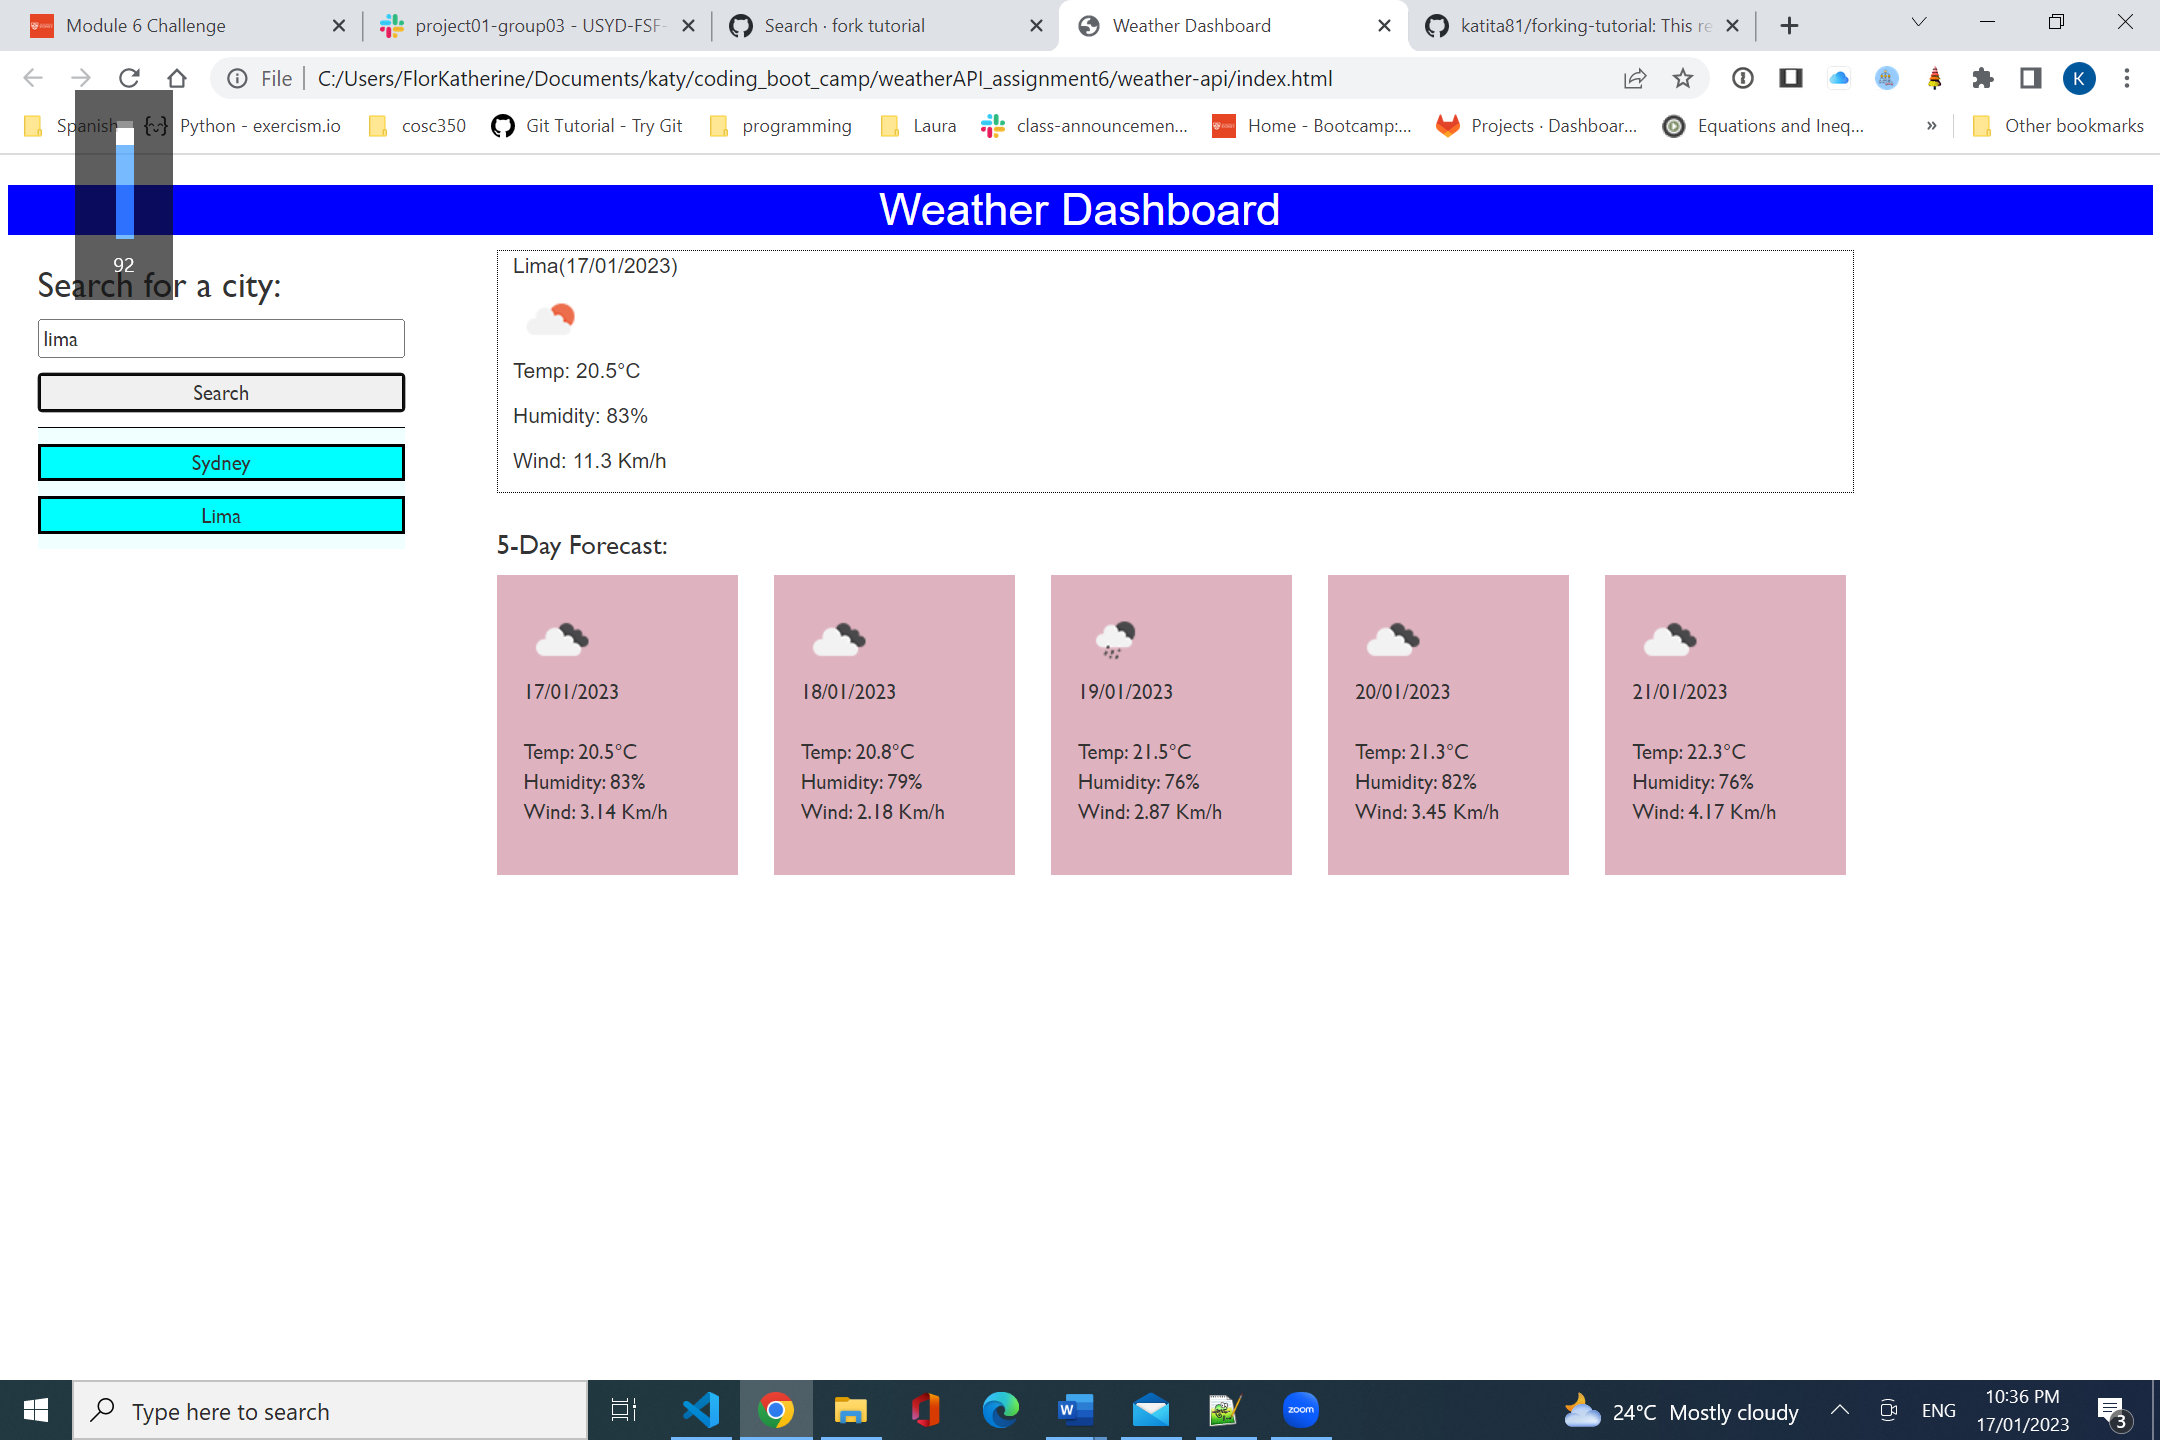 Module 6 Challenge
project01-group03 - USYD-FSF-
Search · fork tutorial
Weather Dashboard
katita81/forking-tutorial: This re
File
C:/Users/FlorKatherine/Documents/katy/coding_boot_camp/weatherAPI_assignment6/weather-api/index.html
K
Spanish
Python - exercism.io
cosc350
Git Tutorial - Try Git
programming
Laura
class-announcemen...
Home - Bootcamp:...
Projects · Dashboar...
Equations and Ineq...
»
Other bookmarks
Weather Dashboard
92
Search for a city:
lima
Search
Sydney
Lima
Lima(17/01/2023)
Temp: 20.5°C
Humidity: 83%
Wind: 11.3 Km/h
5-Day Forecast:
17/01/2023
Temp: 20.5°C
Humidity: 83%
Wind: 3.14 Km/h
18/01/2023
Temp: 20.8°C
Humidity: 79%
Wind: 2.18 Km/h
19/01/2023
Temp: 21.5°C
Humidity: 76%
Wind: 2.87 Km/h
20/01/2023
Temp: 21.3°C
Humidity: 82%
Wind: 3.45 Km/h
21/01/2023
Temp: 22.3°C
Humidity: 76%
Wind: 4.17 Km/h
Type here to search
W
zoom
24°C Mostly cloudy
ENG
10:36 PM
17/01/2023
3